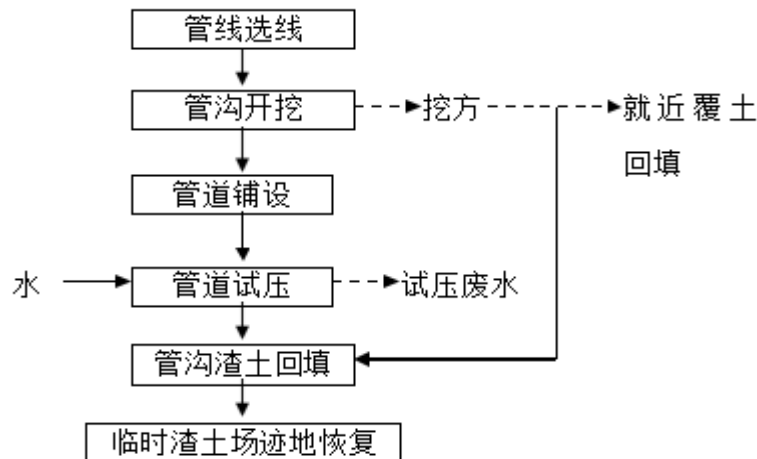 管线选线
管沟开挖
挖方
就近覆土
回填
管道铺设
水
管道试压
试压废水
管沟渣土回填
临时渣土场迹地恢复